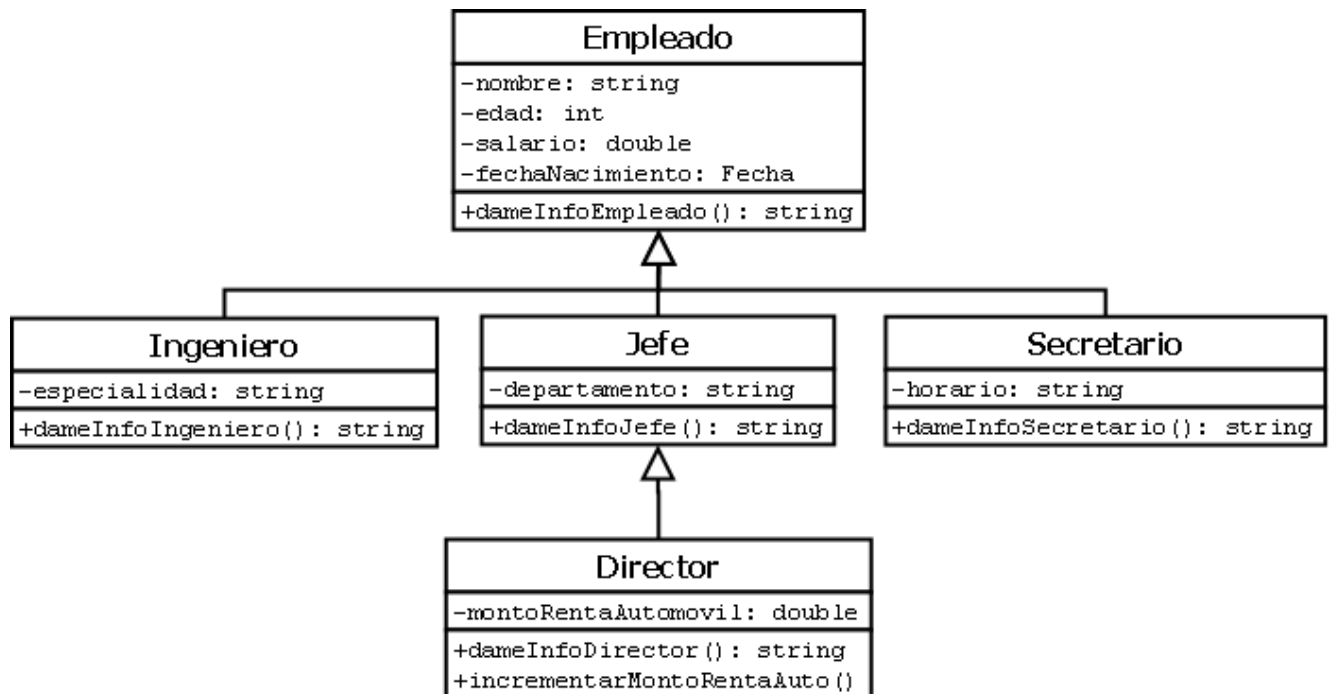 Empleado
-nombre: string
-edad: int
-salario: double
-fechaNacimiento: Fecha
+dameInfoEmpleado(): string
Ingeniero
-especialidad: string
+dameInfoIngeniero(): string
Jefe
-departamento: string
+dameInfoJefe(): string
Secretario
-horario: string
+dameInfoSecretario(): string
Director
-montoRentaAutomovil: double
+dameInfoDirector(): string
+incrementarMontoRentaAuto()